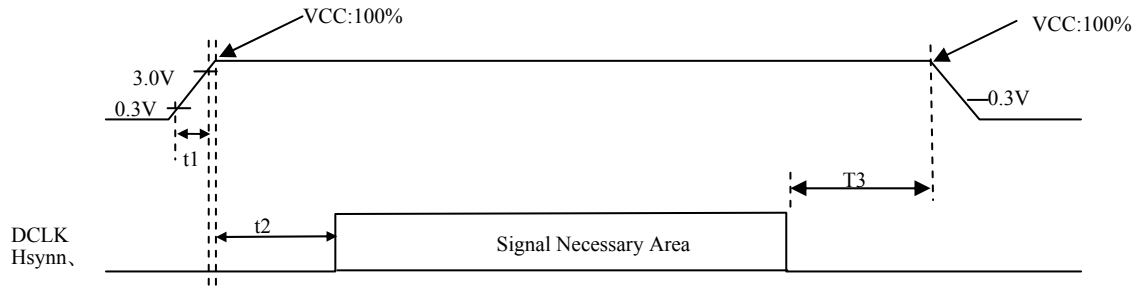 VCC:100%
VCC:100%
3.0V
0.3V
0.3V
t1
T3
t2
DCLK
Hsynn、
Signal Necessary Area